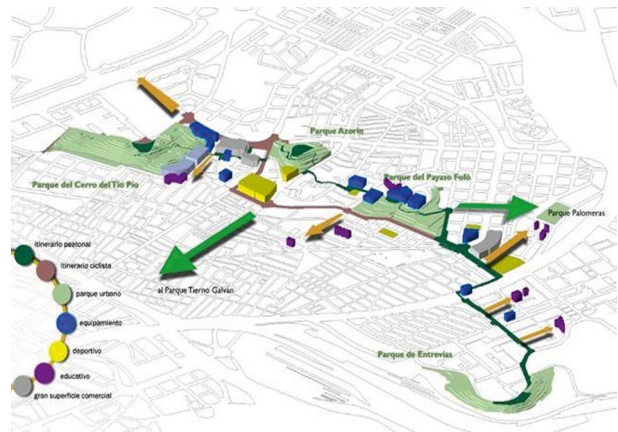 Parque Azorín
Parque del Cerro del Tío Pío
Parque del Payaso Fofó
Parque Palomeras
al Parque Tierno Galván
Parque de Entrevías
itinerario peatonal
itinerario ciclista
parque urbano
equipamiento
deportivo
educativo
gran superficie comercial